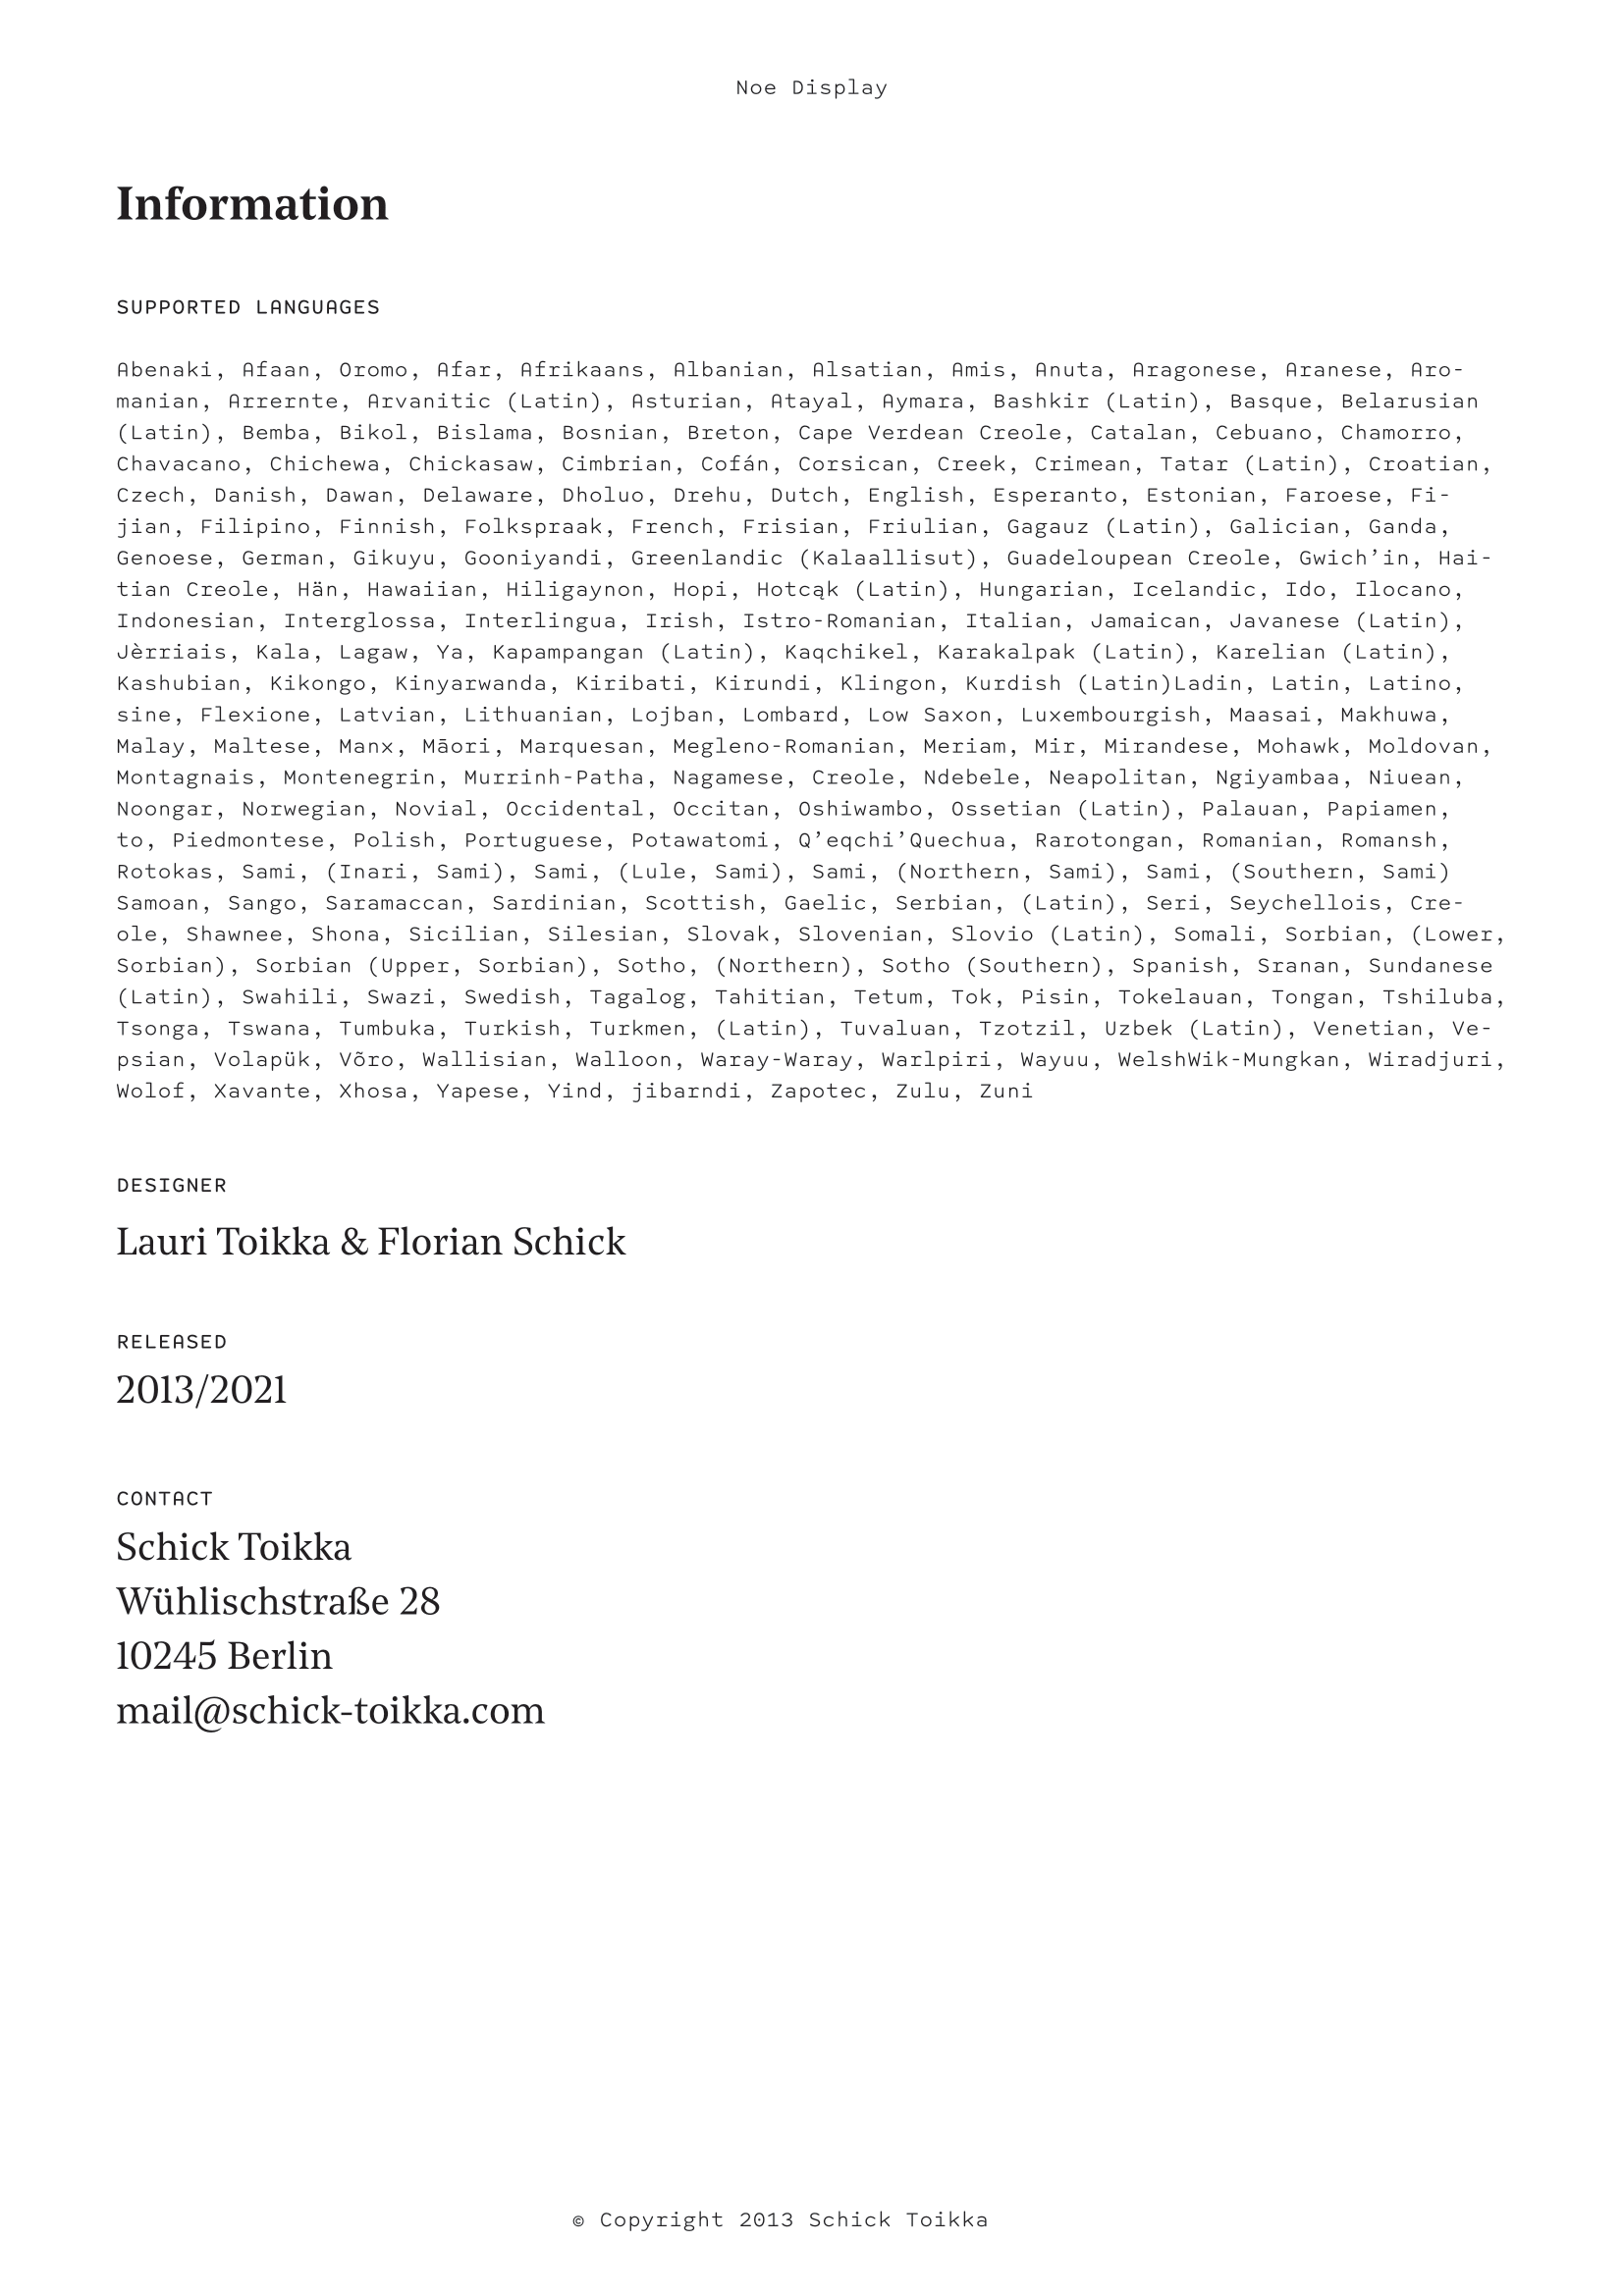 Noe Display
Information
SUPPORTED LANGUAGES
Abenaki, Afaan, Oromo, Afar, Afrikaans, Albanian, Alsatian, Amis, Anuta, Aragonese, Aranese, Aro-
manian, Arrernte, Arvanitic (Latin), Asturian, Atayal, Aymara, Bashkir (Latin), Basque, Belarusian
(Latin), Bemba, Bikol, Bislama, Bosnian, Breton, Cape Verdean Creole, Catalan, Cebuano, Chamorro,
Chavacano, Chichewa, Chickasaw, Cimbrian, Cofán, Corsican, Creek, Crimean, Tatar (Latin), Croatian,
Czech, Danish, Dawan, Delaware, Dholuo, Drehu, Dutch, English, Esperanto, Estonian, Faroese, Fi-
jian, Filipino, Finnish, Folkspraak, French, Frisian, Friulian, Gagauz (Latin), Galician, Ganda,
Genoese, German, Gikuyu, Gooniyandi, Greenlandic (Kalaallisut), Guadeloupean Creole, Gwich’in, Hai-
tian Creole, Hän, Hawaiian, Hiligaynon, Hopi, Hotcąk (Latin), Hungarian, Icelandic, Ido, Ilocano,
Indonesian, Interglossa, Interlingua, Irish, Istro-Romanian, Italian, Jamaican, Javanese (Latin),
Jèrriais, Kala, Lagaw, Ya, Kapampangan (Latin), Kaqchikel, Karakalpak (Latin), Karelian (Latin),
Kashubian, Kikongo, Kinyarwanda, Kiribati, Kirundi, Klingon, Kurdish (Latin)Ladin, Latin, Latino,
sine, Flexione, Latvian, Lithuanian, Lojban, Lombard, Low Saxon, Luxembourgish, Maasai, Makhuwa,
Malay, Maltese, Manx, Māori, Marquesan, Megleno-Romanian, Meriam, Mir, Mirandese, Mohawk, Moldovan,
Montagnais, Montenegrin, Murrinh-Patha, Nagamese, Creole, Ndebele, Neapolitan, Ngiyambaa, Niuean,
Noongar, Norwegian, Novial, Occidental, Occitan, Oshiwambo, Ossetian (Latin), Palauan, Papiamen,
to, Piedmontese, Polish, Portuguese, Potawatomi, Q’eqchi’Quechua, Rarotongan, Romanian, Romansh,
Rotokas, Sami, (Inari, Sami), Sami, (Lule, Sami), Sami, (Northern, Sami), Sami, (Southern, Sami)
Samoan, Sango, Saramaccan, Sardinian, Scottish, Gaelic, Serbian, (Latin), Seri, Seychellois, Cre-
ole, Shawnee, Shona, Sicilian, Silesian, Slovak, Slovenian, Slovio (Latin), Somali, Sorbian, (Lower,
Sorbian), Sorbian (Upper, Sorbian), Sotho, (Northern), Sotho (Southern), Spanish, Sranan, Sundanese
(Latin), Swahili, Swazi, Swedish, Tagalog, Tahitian, Tetum, Tok, Pisin, Tokelauan, Tongan, Tshiluba,
Tsonga, Tswana, Tumbuka, Turkish, Turkmen, (Latin), Tuvaluan, Tzotzil, Uzbek (Latin), Venetian, Ve-
psian, Volapük, Võro, Wallisian, Walloon, Waray-Waray, Warlpiri, Wayuu, WelshWik-Mungkan, Wiradjuri,
Wolof, Xavante, Xhosa, Yapese, Yind, jibarndi, Zapotec, Zulu, Zuni
DESIGNER
Lauri Toikka & Florian Schick
RELEASED
2013/2021
CONTACT
Schick Toikka
Wühlischstraße 28
10245 Berlin
mail@schick-toikka.com
© Copyright 2013 Schick Toikka